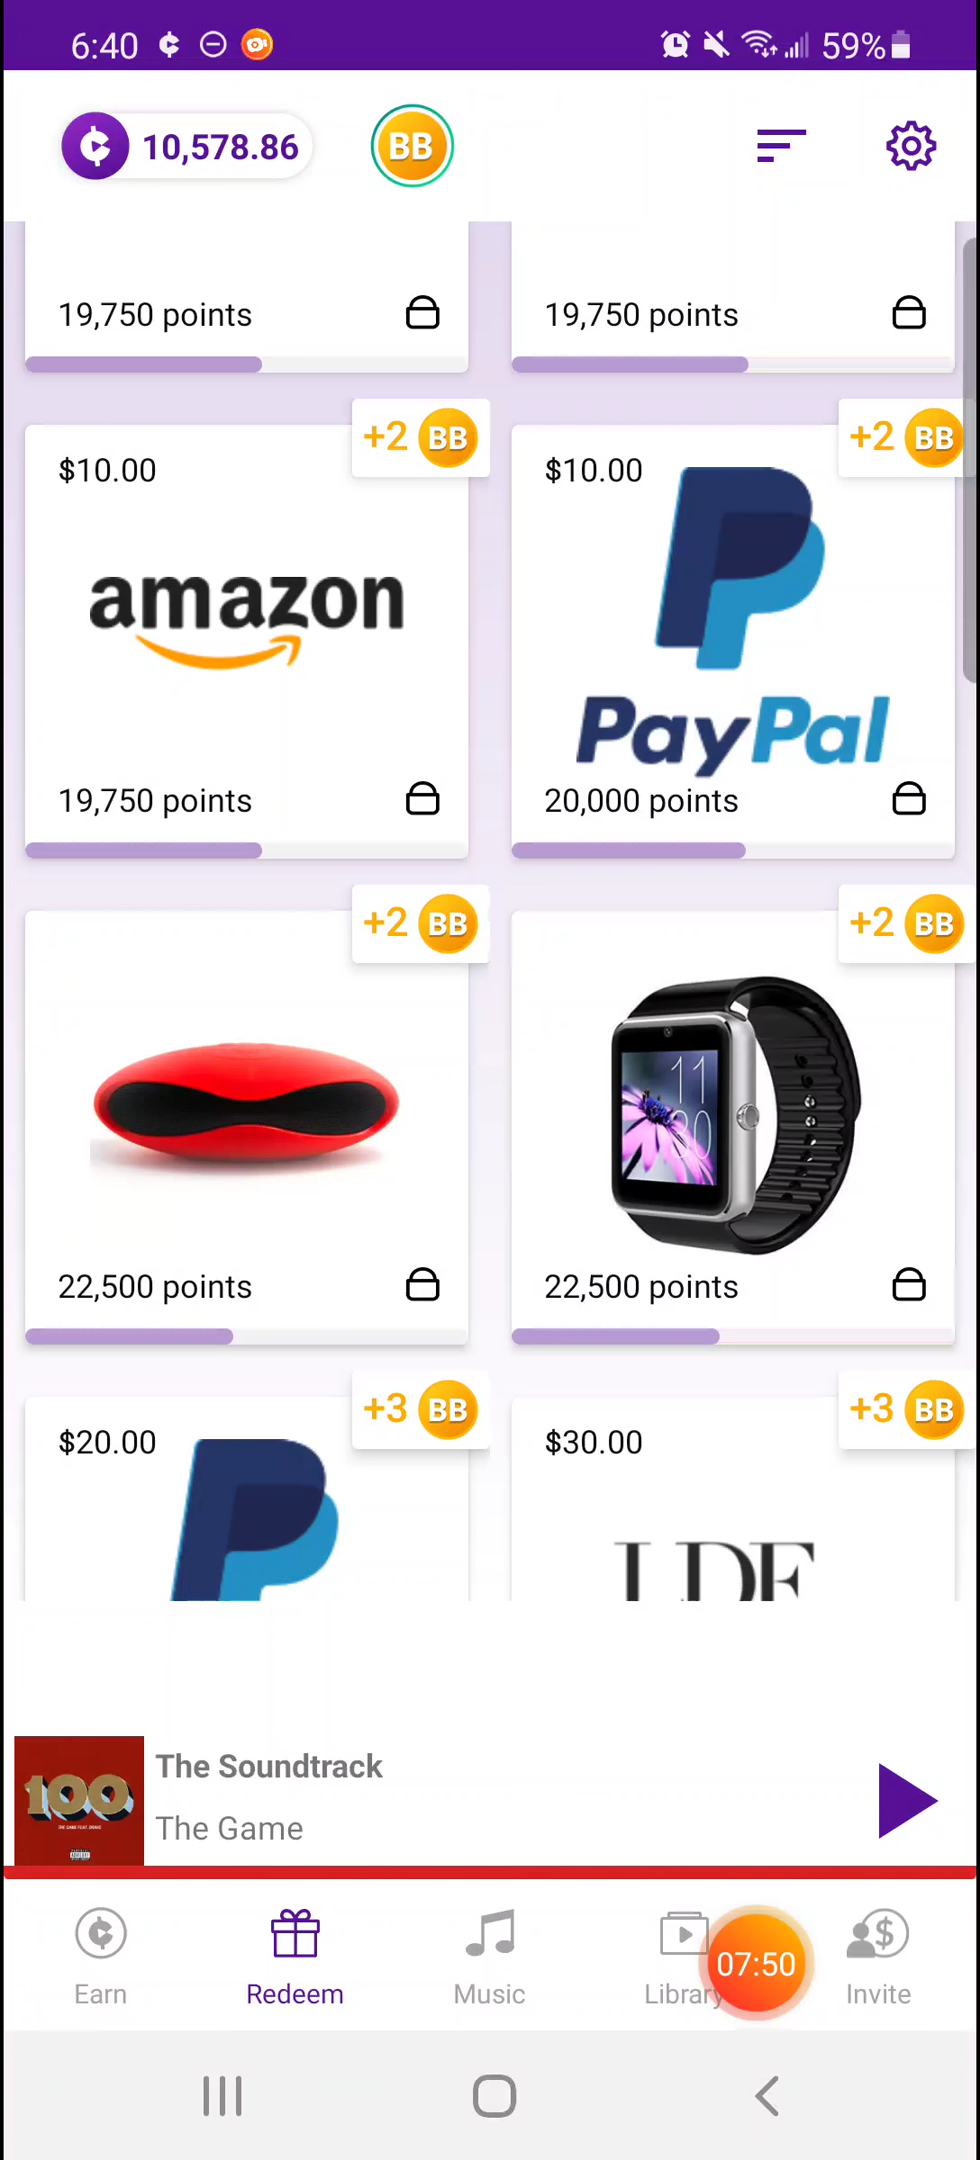 6:40 59%
10,578.86 BB
19,750 points 19,750 points
+2 BB +2 BB
$10.00 $10.00
amazon PayPal
19,750 points 20,000 points
+2 BB +2 BB
11
30
22,500 points 22,500 points
+3 BB +3 BB
$20.00 $30.00
100
The Soundtrack
The Game
Earn Redeem Music Library 07:50 Invite